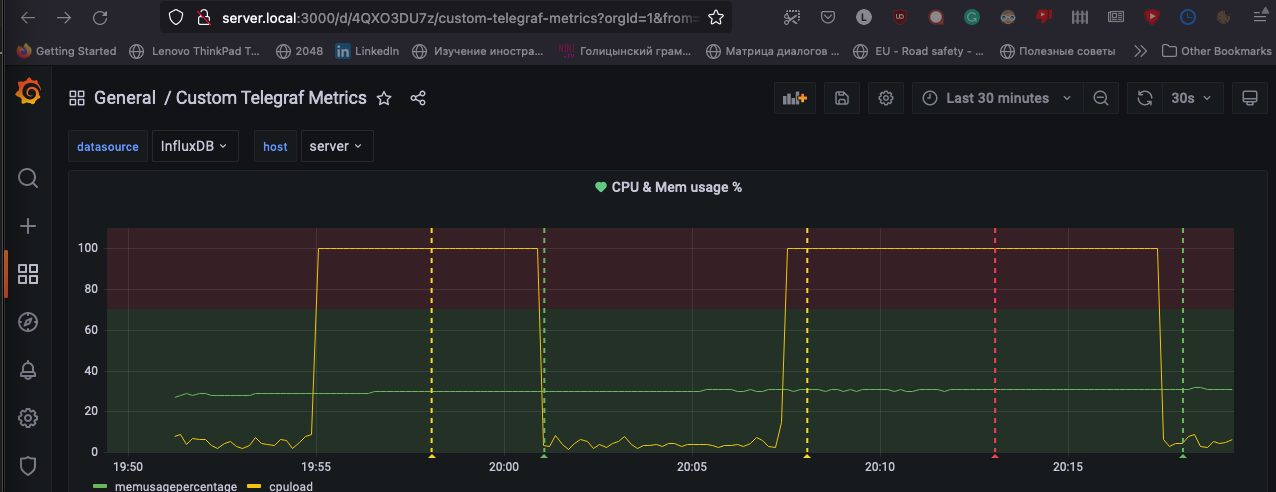 server.local:3000/d/4QXO3DU7z/custom-telegraf-metrics?orgId=1&from=
Getting Started Lenovo ThinkPad T... 2048 LinkedIn Изучение иностра... Голицынский грам... Матрица диалогов ... EU - Road safety - ... Полезные советы Other Bookmarks
General / Custom Telegraf Metrics Last 30 minutes 30s
datasource InfluxDB host server
CPU & Mem usage %
100
80
60
40
20
0
19:50 19:55 20:00 20:05 20:10 20:15
memusagepercentage cpuload